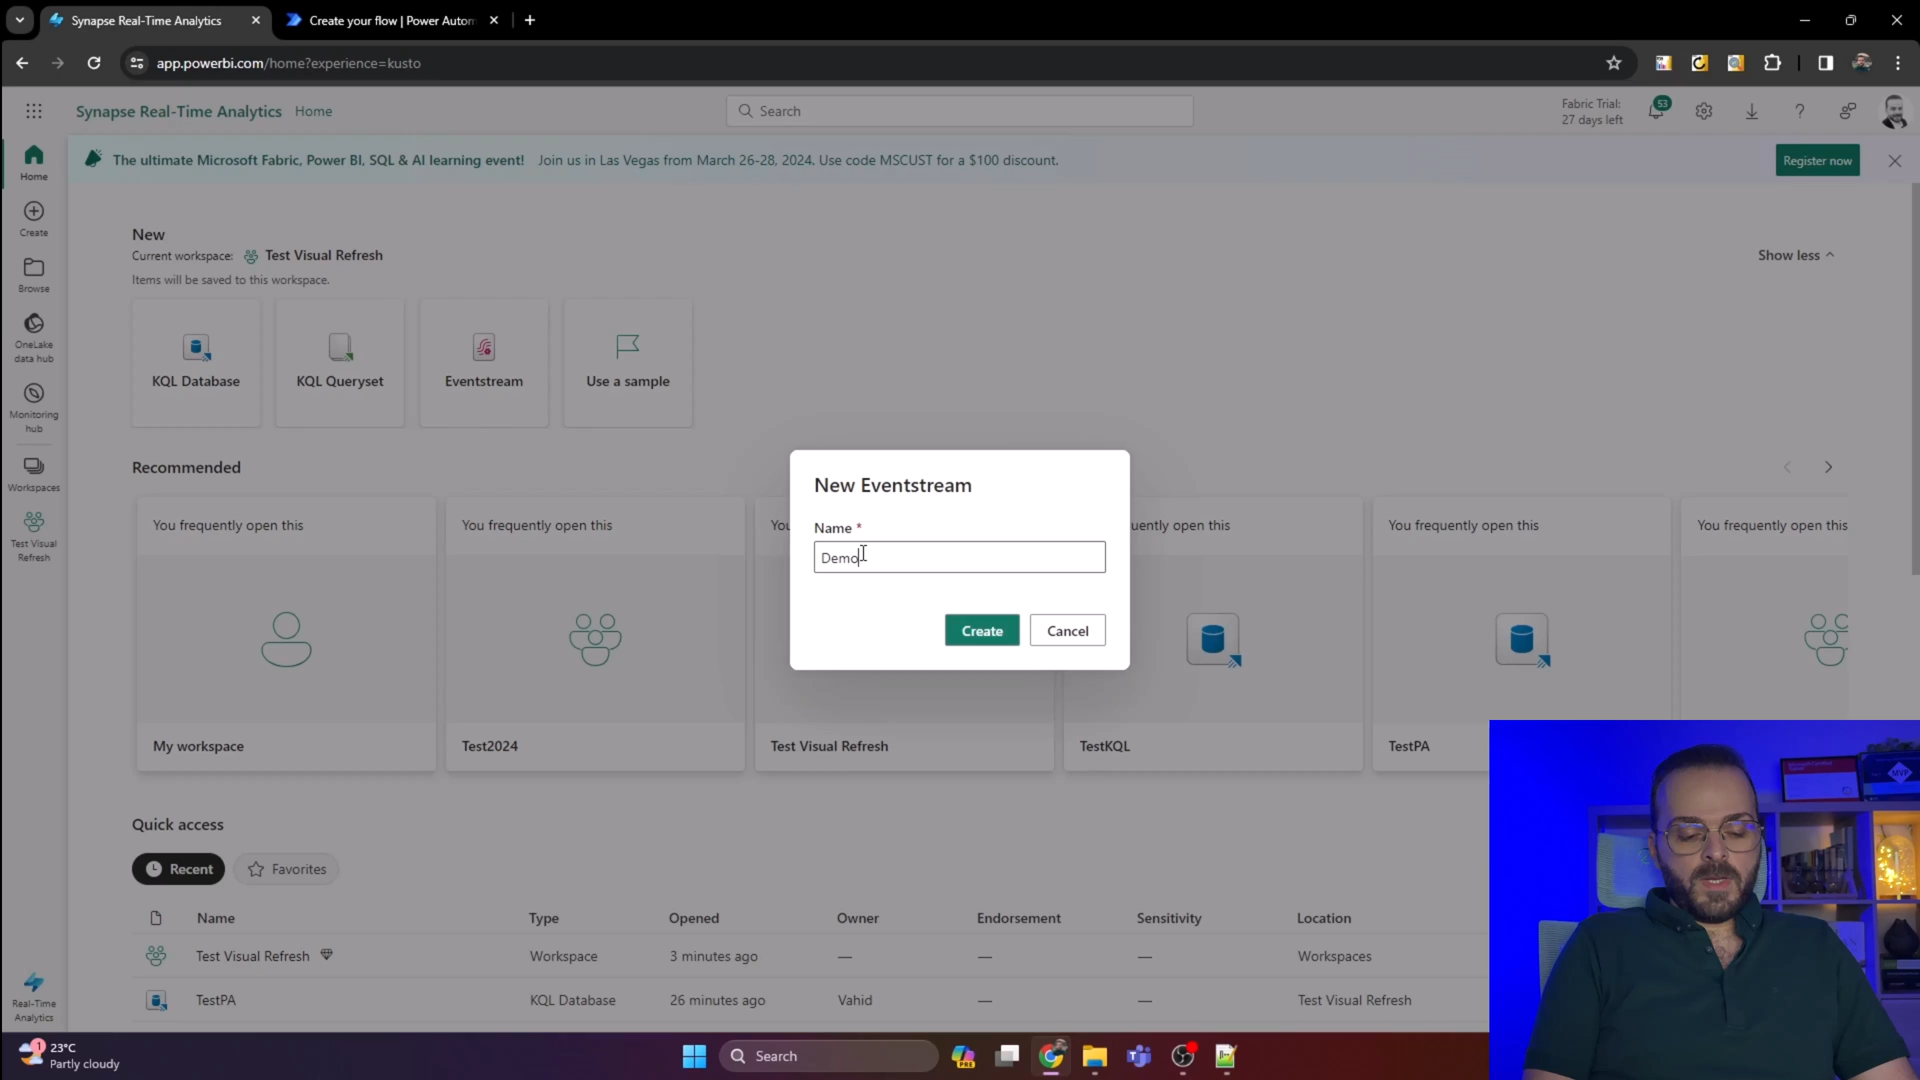 Synapse Real-Time Analytics
Create your flow | Power Autom
app.powerbi.com/home?experience=kusto
Synapse Real-Time Analytics Home
Search
Fabric Trial:
27 days left
53
The ultimate Microsoft Fabric, Power BI, SQL & AI learning event! Join us in Las Vegas from March 26-28, 2024. Use code MSCUST for a $100 discount.
Register now
Home
Create
Browse
OneLake
data hub
Monitoring
hub
Workspaces
Test Visual
Refresh
Real-Time
Analytics
New
Current workspace: Test Visual Refresh
Items will be saved to this workspace.
Show less
KQL Database
KQL Queryset
Eventstream
Use a sample
Recommended
You frequently open this
You frequently open this
You
uently open this
You frequently open this
You frequently open this
My workspace
Test2024
Test Visual Refresh
TestKQL
TestPA
New Eventstream
Name *
Demo
Create
Cancel
Quick access
Recent
Favorites
Name Type Opened Owner Endorsement Sensitivity Location
Test Visual Refresh Workspace 3 minutes ago — — — Workspaces
TestPA KQL Database 26 minutes ago Vahid — — Test Visual Refresh
MVP
1
23°C
Partly cloudy
Search
PRE